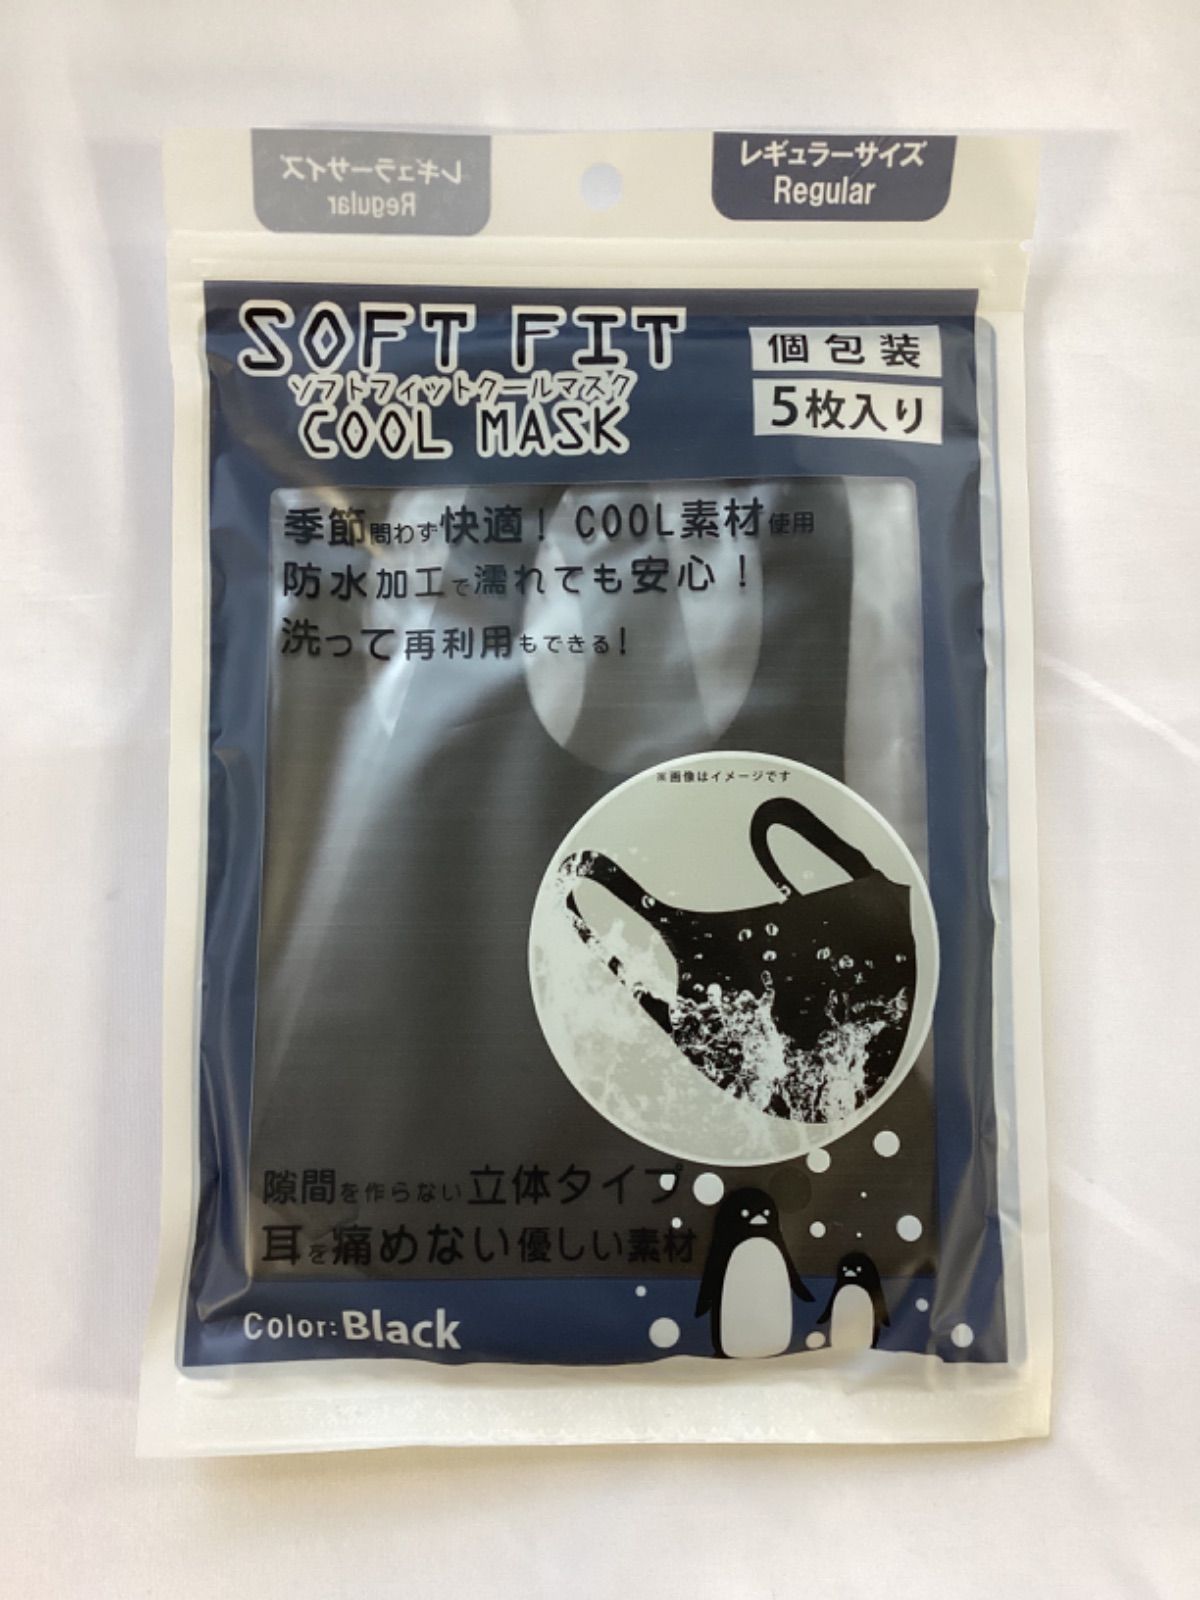 レギュラーサイズ
Regular
レギュラーサイズ
Regular
SOFT FIT
ソフトフィットクールマスク
COOL MASK
個包装
5枚入り
季節問わず快適! COOL素材使用
防水加工で濡れても安心!
洗って再利用もできる!
※画像はイメージです
隙間を作らない立体タイプ
耳を痛めない優しい素材
Color:Black